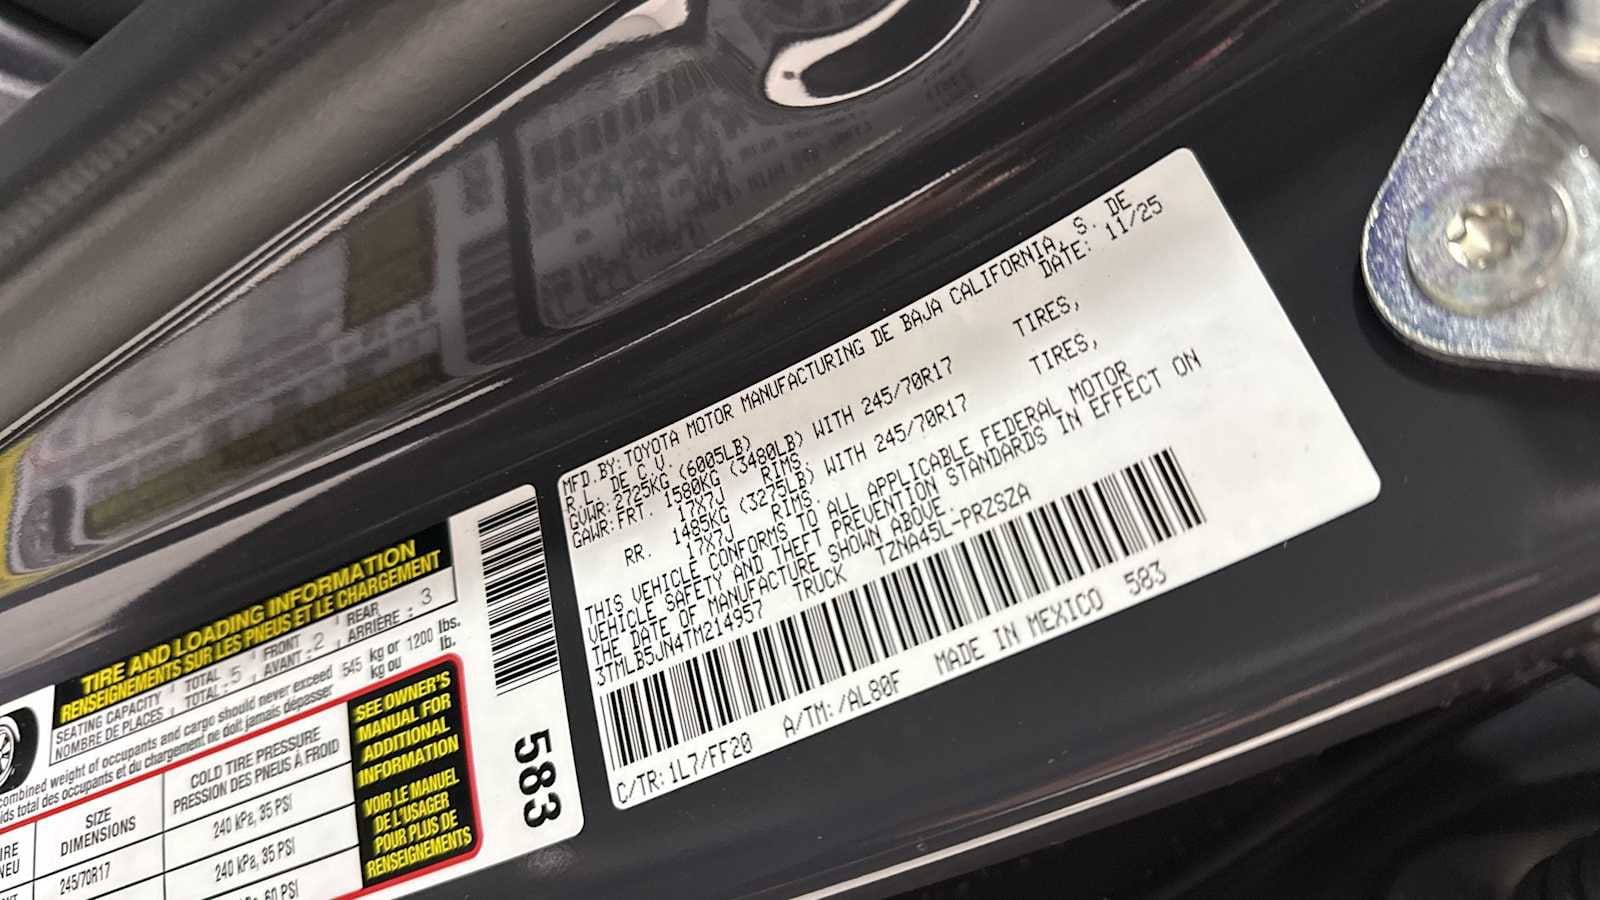 MFD.BY:TOYOTA MOTOR MANUFACTURING DE BAJA CALIFORNIA, S. DE
R.L. DE C.V. DATE: 11/25
GVWR:2725KG (6005LB)
GAWR:FRT. 1580KG (3480LB) WITH 245/70R17 TIRES,
17X7J RIMS.
RR. 1485KG (3275LB) WITH 245/70R17 TIRES,
17X7J RIMS.
THIS VEHICLE CONFORMS TO ALL APPLICABLE FEDERAL MOTOR
VEHICLE SAFETY AND THEFT PREVENTION STANDARDS IN EFFECT ON
THE DATE OF MANUFACTURE SHOWN ABOVE.
3TMLB5JN4TM214957 TRUCK TZNA45L-PRZSZA
C/TR:1L7/FF20 A/TM:/AL80F MADE IN MEXICO 583
TIRE AND LOADING INFORMATION
RENSEIGNEMENTS SUR LES PNEUS ET LE CHARGEMENT
SEATING CAPACITY TOTAL 5 FRONT 2 REAR 3
NOMBRE DE PLACES TOTAL: AVANT: ARRIÈRE:
combined weight of occupants and cargo should never exceed 545 kg or 1200 lbs.
total des occupants et du chargement ne doit jamais dépasser kg ou lb.
SIZE
DIMENSIONS
COLD TIRE PRESSURE
PRESSION DES PNEUS À FROID
245/70R17
240 kPa, 35 PSI
240 kPa, 35 PSI
60 PSI
SEE OWNER'S
MANUAL FOR
ADDITIONAL
INFORMATION
VOIR LE MANUEL
DE L'USAGER
POUR PLUS DE
RENSEIGNEMENTS
583